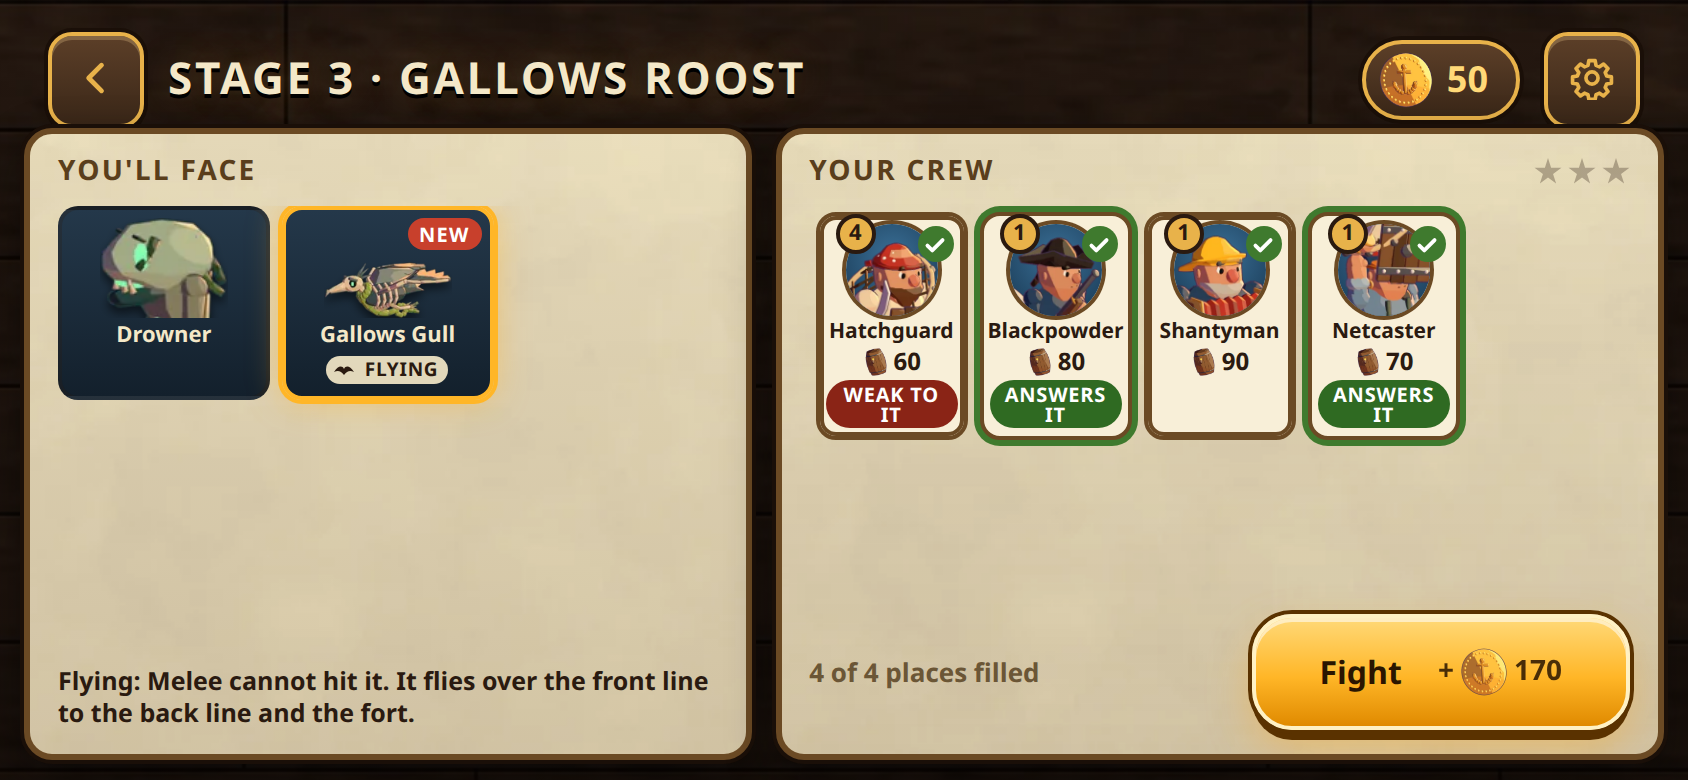 STAGE 3 · GALLOWS ROOST
50
YOU'LL FACE
Drowner
NEW
Gallows Gull
FLYING
Flying: Melee cannot hit it. It flies over the front line
to the back line and the fort.
YOUR CREW
4
Hatchguard
60
WEAK TO
IT
1
Blackpowder
80
ANSWERS
IT
1
Shantyman
90
1
Netcaster
70
ANSWERS
IT
4 of 4 places filled
Fight + 170